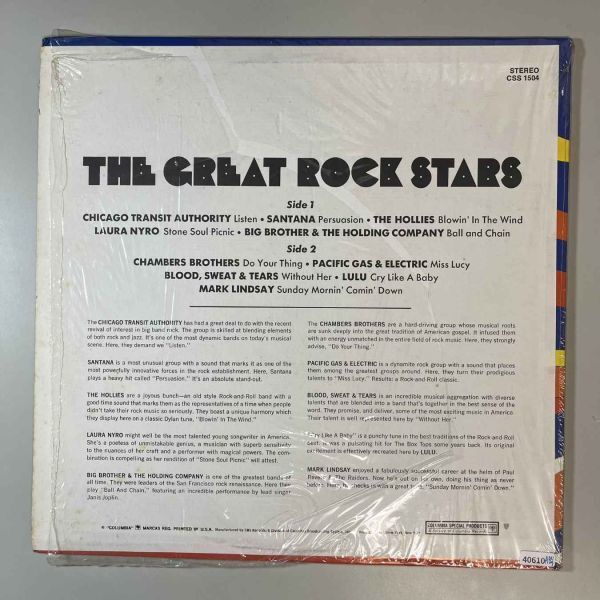 STEREO
CSS 1504
THE GREAT ROCK STARS
Side 1
CHICAGO TRANSIT AUTHORITY Listen • SANTANA Persuasion • THE HOLLIES Blowin' In The Wind
LAURA NYRO Stone Soul Picnic • BIG BROTHER & THE HOLDING COMPANY Ball and Chain
Side 2
CHAMBERS BROTHERS Do Your Thing • PACIFIC GAS & ELECTRIC Miss Lucy
BLOOD, SWEAT & TEARS Without Her • LULU Cry Like A Baby
MARK LINDSAY Sunday Mornin' Comin' Down
The CHICAGO TRANSIT AUTHORITY has had a great deal to do with the recent
revival of interest in big band rock. The group is skilled at blending elements
of both rock and jazz. It's one of the most dynamic bands on today's musical
scene. Here, they demand we "Listen."
SANTANA is a most unusual group with a sound that marks it as one of the
most powerfully innovative forces in the rock establishment. Here, Santana
plays a heavy hit called "Persuasion." It's an absolute stand-out.
THE HOLLIES are a joyous bunch—an old style Rock-and-Roll band with a
good time sound that marks them as the representatives of a time when people
didn't take their rock music so seriously. They boast a unique harmony which
they display here on a classic Dylan tune, "Blowin' In The Wind."
LAURA NYRO might well be the most talented young songwriter in America.
She's a poetess of unmistakable stamp, equipped with superb sensitivity
to the nuances of her craft and a performer with magical powers. The com-
bination is compelling as her rendition of "Stone Soul Picnic" will attest.
BIG BROTHER & THE HOLDING COMPANY is one of the greatest bands of
all time. They were leaders of the San Francisco rock renaissance. Here they
play "Ball And Chain," featuring an incredible performance by lead singer
Janis Joplin.
The CHAMBERS BROTHERS are a hard-driving group whose musical roots
are sunk deeply into the great tradition of American gospel. It infused them
with an energy unmatched in the entire field of rock music. Here, they strongly
advise, "Do Your Thing."
PACIFIC GAS & ELECTRIC is a dynamite rock group with a sound that places
them among the greatest groups around. Here, they turn their prodigious
talents to "Miss Lucy." Results: a Rock-and-Roll classic.
BLOOD, SWEAT & TEARS is an incredible musical aggregation with diverse
talents that are blended into a band that's together in the best sense of the
word. They promise, and deliver, some of the most exciting music in America.
Their talent is well represented here by "Without Her."
"Cry Like A Baby" is a punchy tune in the best traditions of the Rock-and-Roll
beat. It was a pulsing hit for The Box Tops some years back. Its original
excitement is effectively recreated here by LULU.
MARK LINDSAY enjoyed a fabulously successful career at the helm of Paul
Revere & The Raiders. Now he's out on his own, doing his thing as never
before. Here, he checks in with a great tune, "Sunday Mornin' Comin' Down."
® "COLUMBIA" MARCAS REG. PRINTED IN U.S.A.
COLUMBIA SPECIAL PRODUCTS
40610